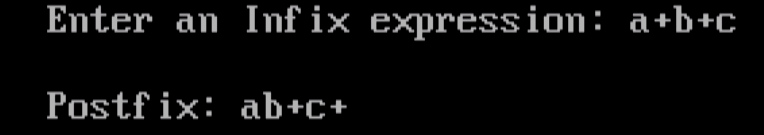 Enter an Infix expression: a+b+c
Postfix: ab+c+